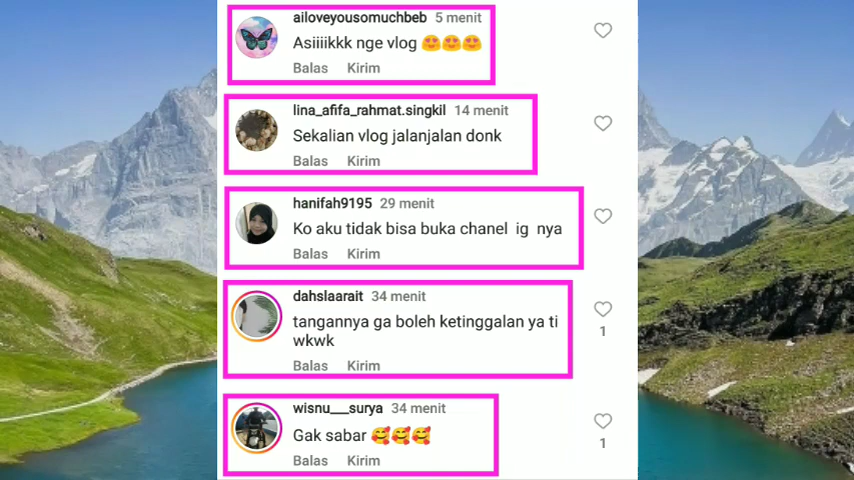 ailoveyousomuchbeb 5 menit
Asiiiikkk nge vlog 😍😍😍
Balas Kirim
lina_afifa_rahmat.singkil 14 menit
Sekalian vlog jalanjalan donk
Balas Kirim
hanifah9195 29 menit
Ko aku tidak bisa buka chanel ig nya
Balas Kirim
dahslaarait 34 menit
tangannya ga boleh ketinggalan ya ti
wkwk
1
Balas Kirim
wisnu___surya 34 menit
Gak sabar 🥰🥰🥰
1
Balas Kirim